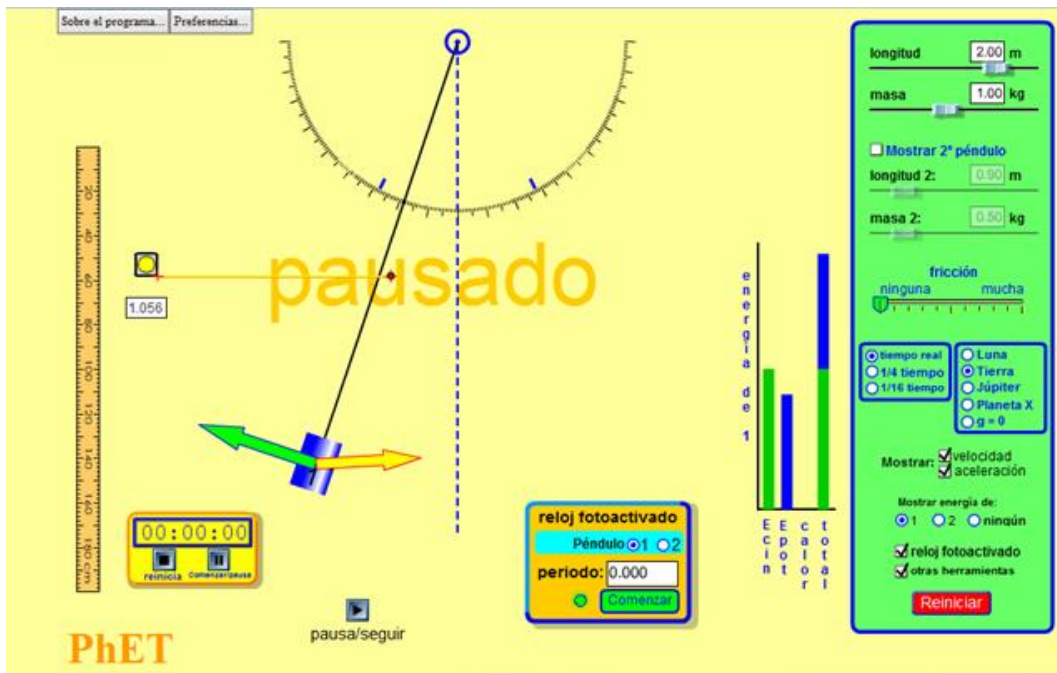 Sobre el programa... Preferencias...
longitud 2.00 m
masa 1.00 kg
Mostrar 2º péndulo
longitud 2: 0.90 m
masa 2: 0.50 kg
fricción
ninguna mucha
tiempo real
1/4 tiempo
1/16 tiempo
Luna
Tierra
Júpiter
Planeta X
g = 0
Mostrar: velocidad
aceleración
Mostrar energía de:
1 2 ningún
reloj fotoactivado
otras herramientas
Reiniciar
pausado
1.056
20
40
60
80
100
120
140
160
180 cm
energía de 1
Ecin
Epot
calor
total
00:00:00
reinicia Comenzar/pausa
pausa/seguir
reloj fotoactivado
Péndulo 1 2
periodo: 0.000
Comenzar
PhET